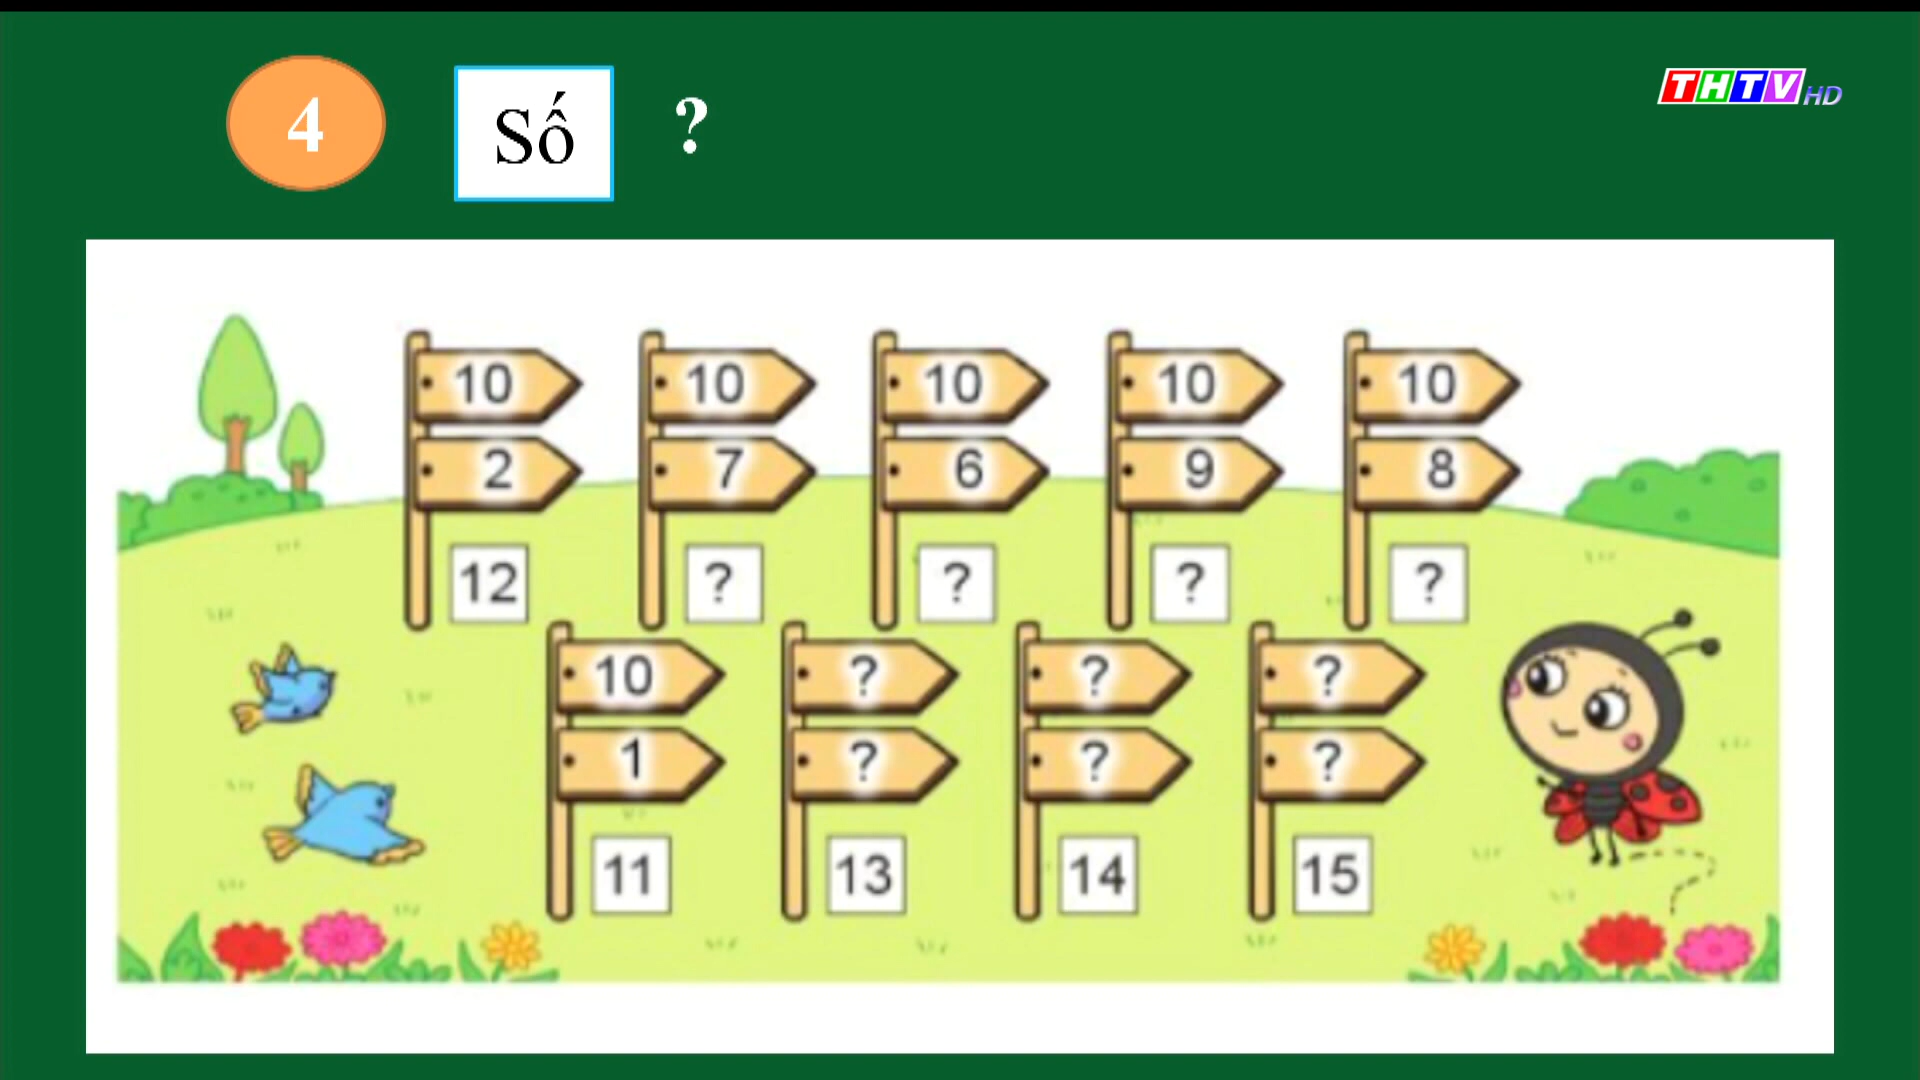 4 Số ?
THTV HD
10 10 10 10 10
2 7 6 9 8
12 ? ? ? ?
10 ? ? ?
1 ? ? ?
11 13 14 15